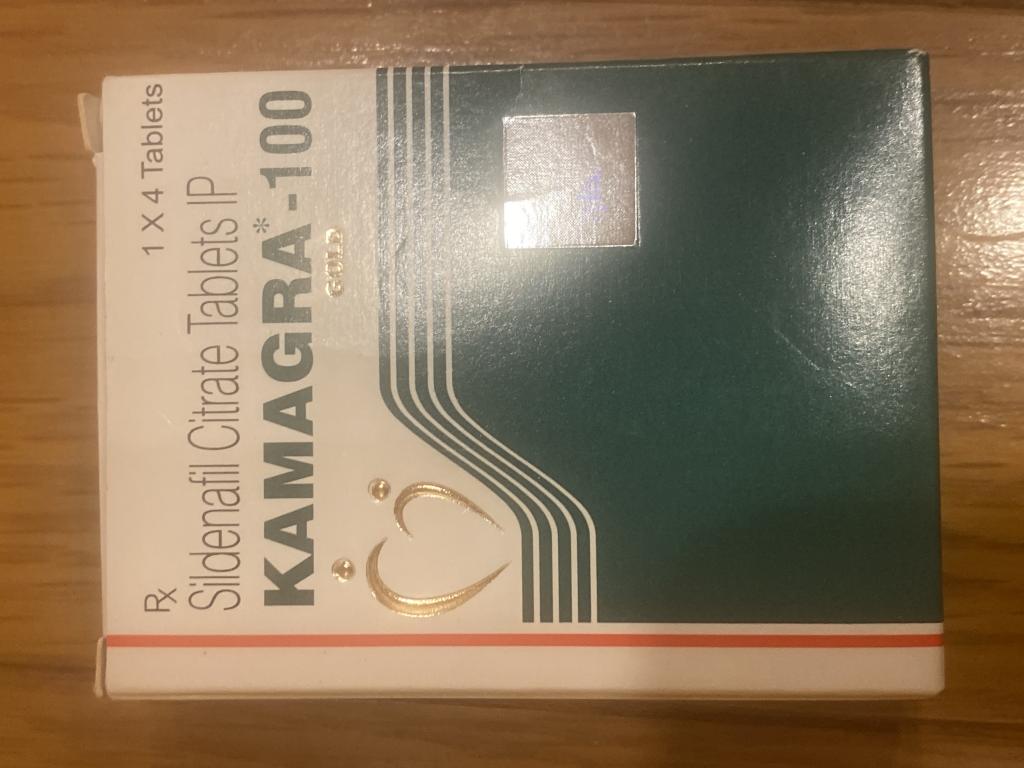 Rx 1 X 4 Tablets
Sildenafil Citrate Tablets IP
KAMAGRA*-100
GOLD